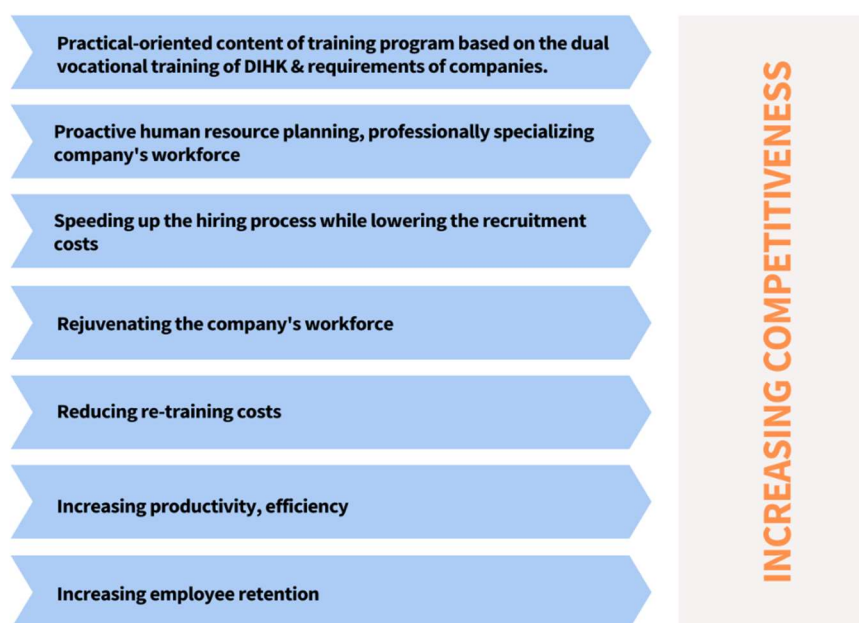 Practical-oriented content of training program based on the dual
vocational training of DIHK & requirements of companies.
Proactive human resource planning, professionally specializing
company's workforce
Speeding up the hiring process while lowering the recruitment
costs
Rejuvenating the company's workforce
Reducing re-training costs
Increasing productivity, efficiency
Increasing employee retention
INCREASING COMPETITIVENESS